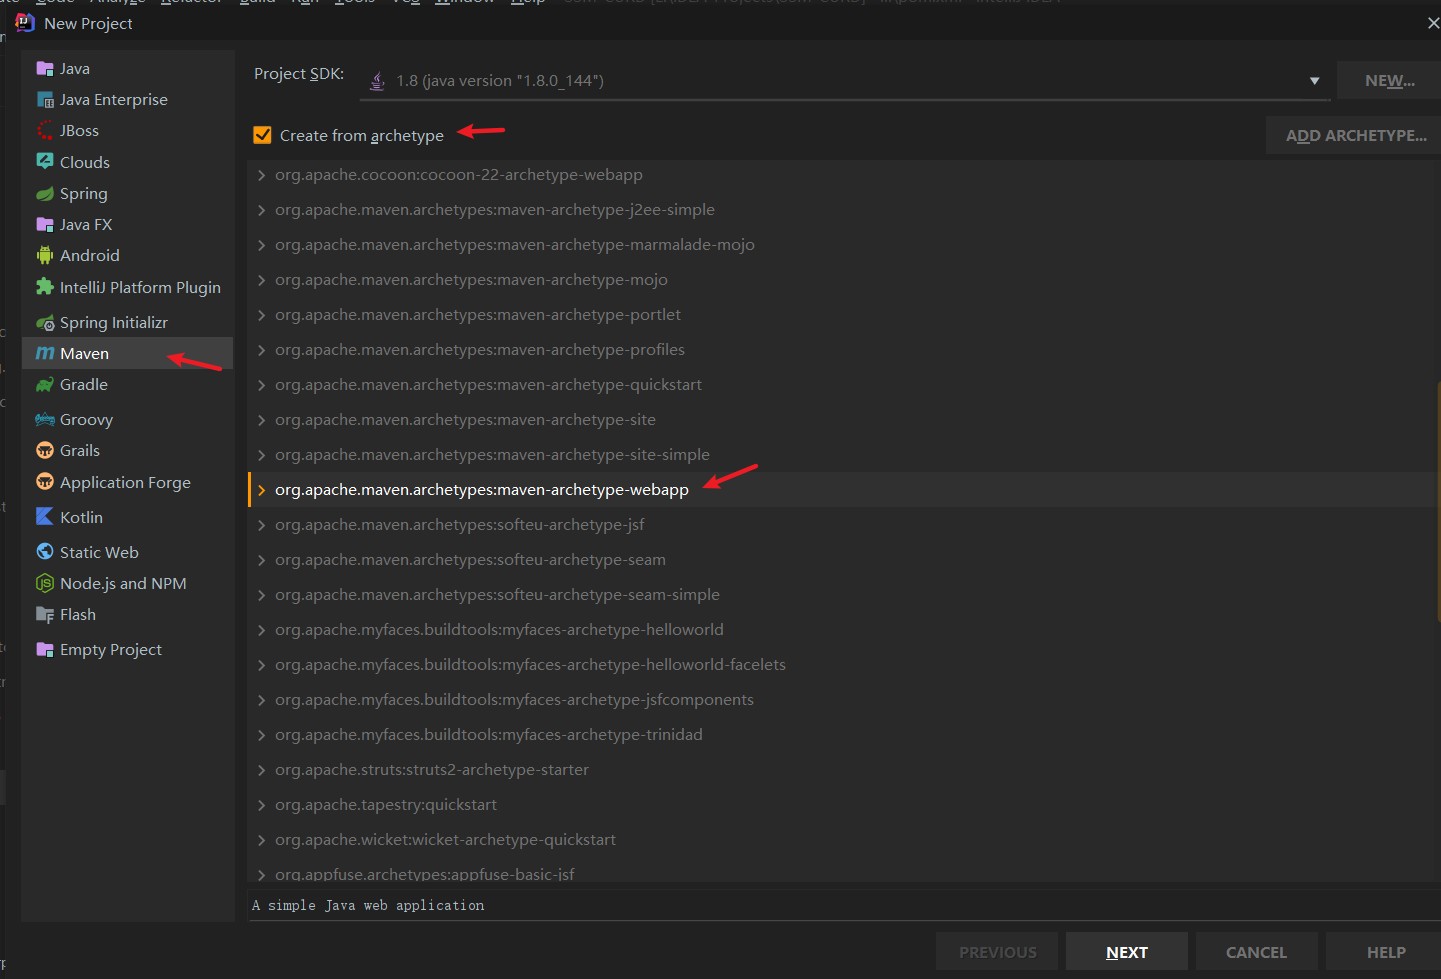 New Project
Java
Java Enterprise
JBoss
Clouds
Spring
Java FX
Android
IntelliJ Platform Plugin
Spring Initializr
Maven
Gradle
Groovy
Grails
Application Forge
Kotlin
Static Web
Node.js and NPM
Flash
Empty Project
Project SDK:
1.8 (java version "1.8.0_144")
NEW...
Create from archetype
ADD ARCHETYPE...
org.apache.cocoon:cocoon-22-archetype-webapp
org.apache.maven.archetypes:maven-archetype-j2ee-simple
org.apache.maven.archetypes:maven-archetype-marmalade-mojo
org.apache.maven.archetypes:maven-archetype-mojo
org.apache.maven.archetypes:maven-archetype-portlet
org.apache.maven.archetypes:maven-archetype-profiles
org.apache.maven.archetypes:maven-archetype-quickstart
org.apache.maven.archetypes:maven-archetype-site
org.apache.maven.archetypes:maven-archetype-site-simple
org.apache.maven.archetypes:maven-archetype-webapp
org.apache.maven.archetypes:softeu-archetype-jsf
org.apache.maven.archetypes:softeu-archetype-seam
org.apache.maven.archetypes:softeu-archetype-seam-simple
org.apache.myfaces.buildtools:myfaces-archetype-helloworld
org.apache.myfaces.buildtools:myfaces-archetype-helloworld-facelets
org.apache.myfaces.buildtools:myfaces-archetype-jsfcomponents
org.apache.myfaces.buildtools:myfaces-archetype-trinidad
org.apache.struts:struts2-archetype-starter
org.apache.tapestry:quickstart
org.apache.wicket:wicket-archetype-quickstart
org.appfuse.archetypes:appfuse-basic-jsf
A simple Java web application
PREVIOUS
NEXT
CANCEL
HELP